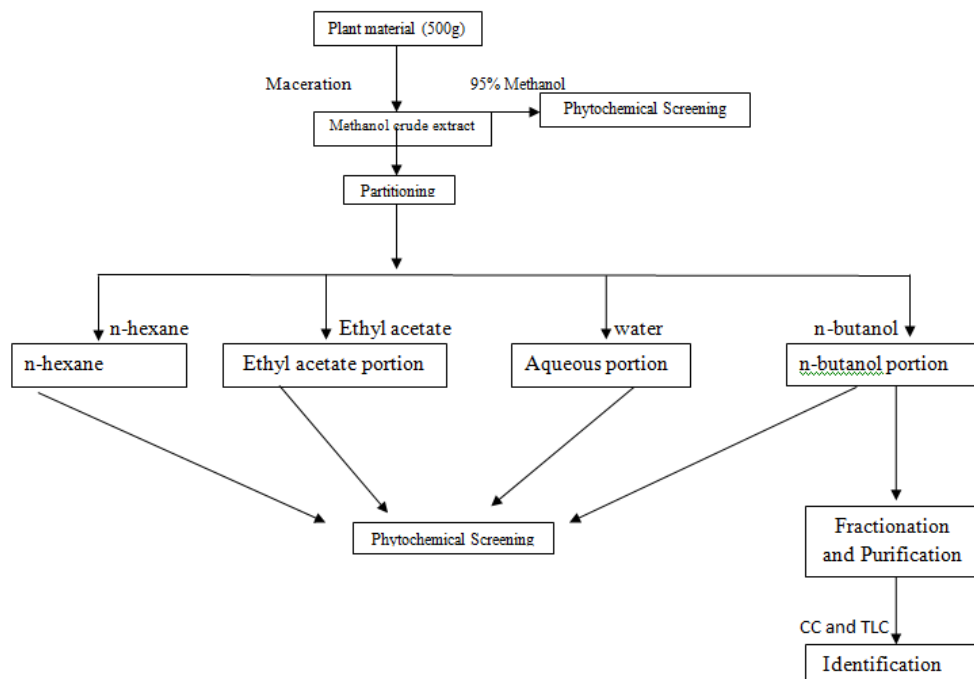 Plant material (500g)
Maceration
95% Methanol
Methanol crude extract
Phytochemical Screening
Partitioning
n-hexane
Ethyl acetate
water
n-butanol
n-hexane
Ethyl acetate portion
Aqueous portion
n-butanol portion
Phytochemical Screening
Fractionation
and Purification
CC and TLC
Identification